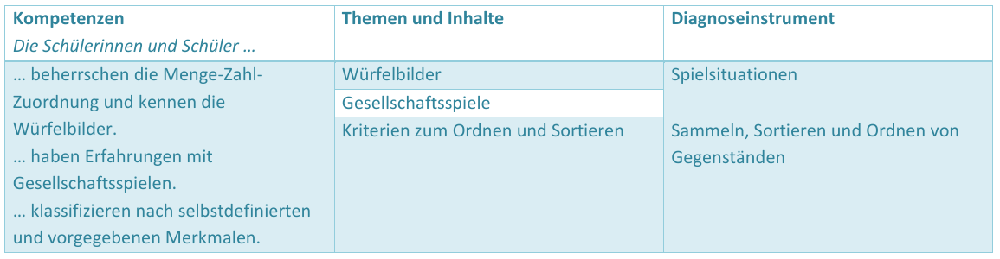 Kompetenzen
Die Schülerinnen und Schüler …
Themen und Inhalte
Diagnoseinstrument
… beherrschen die Menge-Zahl-
Zuordnung und kennen die
Würfelbilder.
… haben Erfahrungen mit
Gesellschaftsspielen.
… klassifizieren nach selbstdefinierten
und vorgegebenen Merkmalen.
Würfelbilder
Gesellschaftsspiele
Kriterien zum Ordnen und Sortieren
Spielsituationen
Sammeln, Sortieren und Ordnen von
Gegenständen